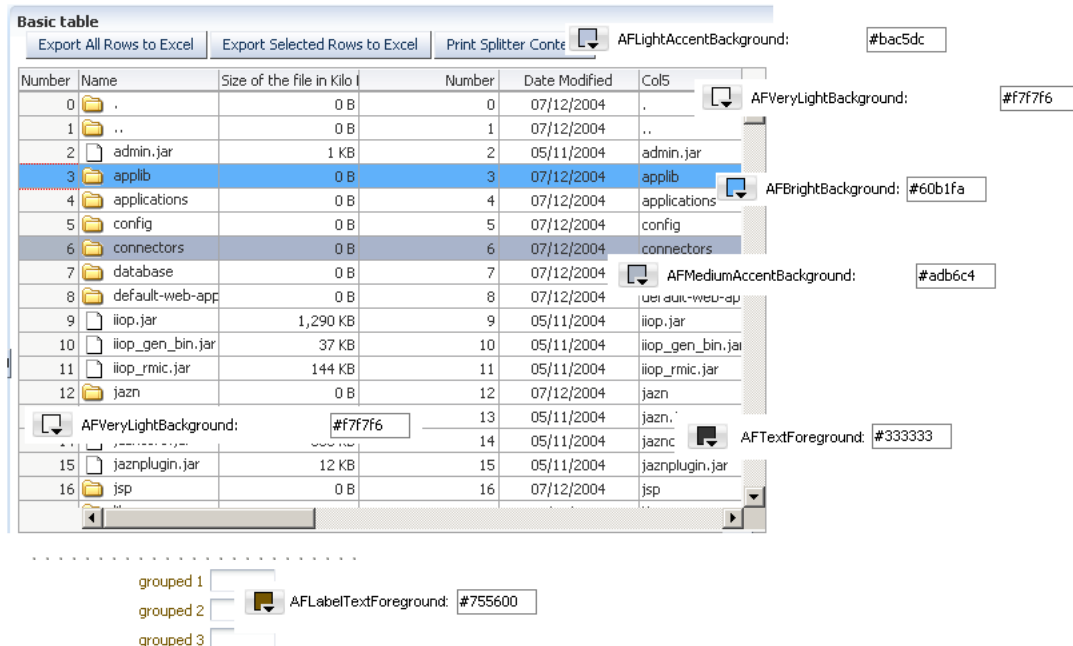 Basic table
Export All Rows to Excel Export Selected Rows to Excel Print Splitter AFLightAccentBackground: #bac5dc
Number Name Size of the file in Kilo Number Date Modified Col5
AFVeryLightBackground: #f7f7f6
0 . 0 B 0 07/12/2004 .
1 .. 0 B 1 07/12/2004 ..
2 admin.jar 1 KB 2 05/11/2004 admin.jar
3 applib 0 B 3 07/12/2004 applib
AFBrightBackground: #60b1fa
4 applications 0 B 4 07/12/2004 applications
5 config 0 B 5 07/12/2004 config
6 connectors 0 B 6 07/12/2004 connectors
7 database 0 B 7 07/12/2004
AFMediumAccentBackground: #adb6c4
8 default-web-app 0 B 8 07/12/2004
9 iiop.jar 1,290 KB 9 05/11/2004 iiop.jar
10 iiop_gen_bin.jar 37 KB 10 05/11/2004 iiop_gen_bin.jar
11 iiop_rmic.jar 144 KB 11 05/11/2004 iiop_rmic.jar
12 jazn 0 B 12 07/12/2004 jazn
AFVeryLightBackground: #f7f7f6 13 05/11/2004 jazn.
14 05/11/2004 AFTextForeground: #333333
15 jaznplugin.jar 12 KB 15 05/11/2004 jaznplugin.jar
16 jsp 0 B 16 07/12/2004 jsp
grouped 1
AFLabelTextForeground: #755600
grouped 2
grouped 3